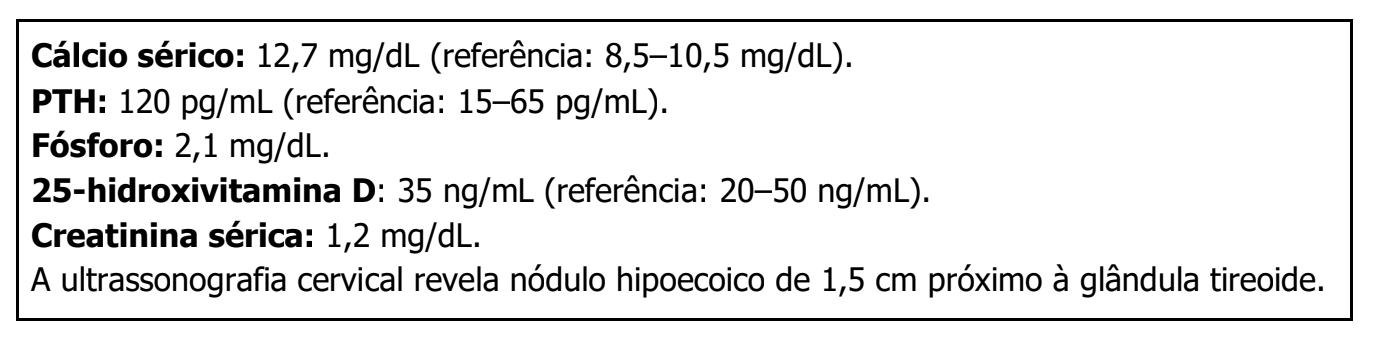 Cálcio sérico: 12,7 mg/dL (referência: 8,5–10,5 mg/dL).
PTH: 120 pg/mL (referência: 15–65 pg/mL).
Fósforo: 2,1 mg/dL.
25-hidroxivitamina D: 35 ng/mL (referência: 20–50 ng/mL).
Creatinina sérica: 1,2 mg/dL.
A ultrassonografia cervical revela nódulo hipoecoico de 1,5 cm próximo à glândula tireoide.